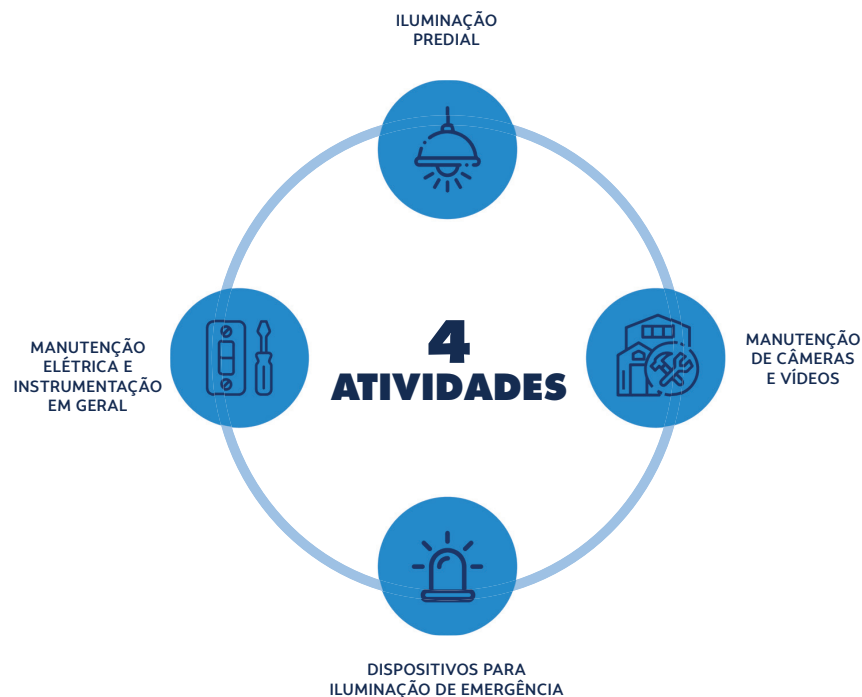 ILUMINAÇÃO
PREDIAL
MANUTENÇÃO
ELÉTRICA E
INSTRUMENTAÇÃO
EM GERAL
4
ATIVIDADES
MANUTENÇÃO
DE CÂMERAS
E VÍDEOS
DISPOSITIVOS PARA
ILUMINAÇÃO DE EMERGÊNCIA